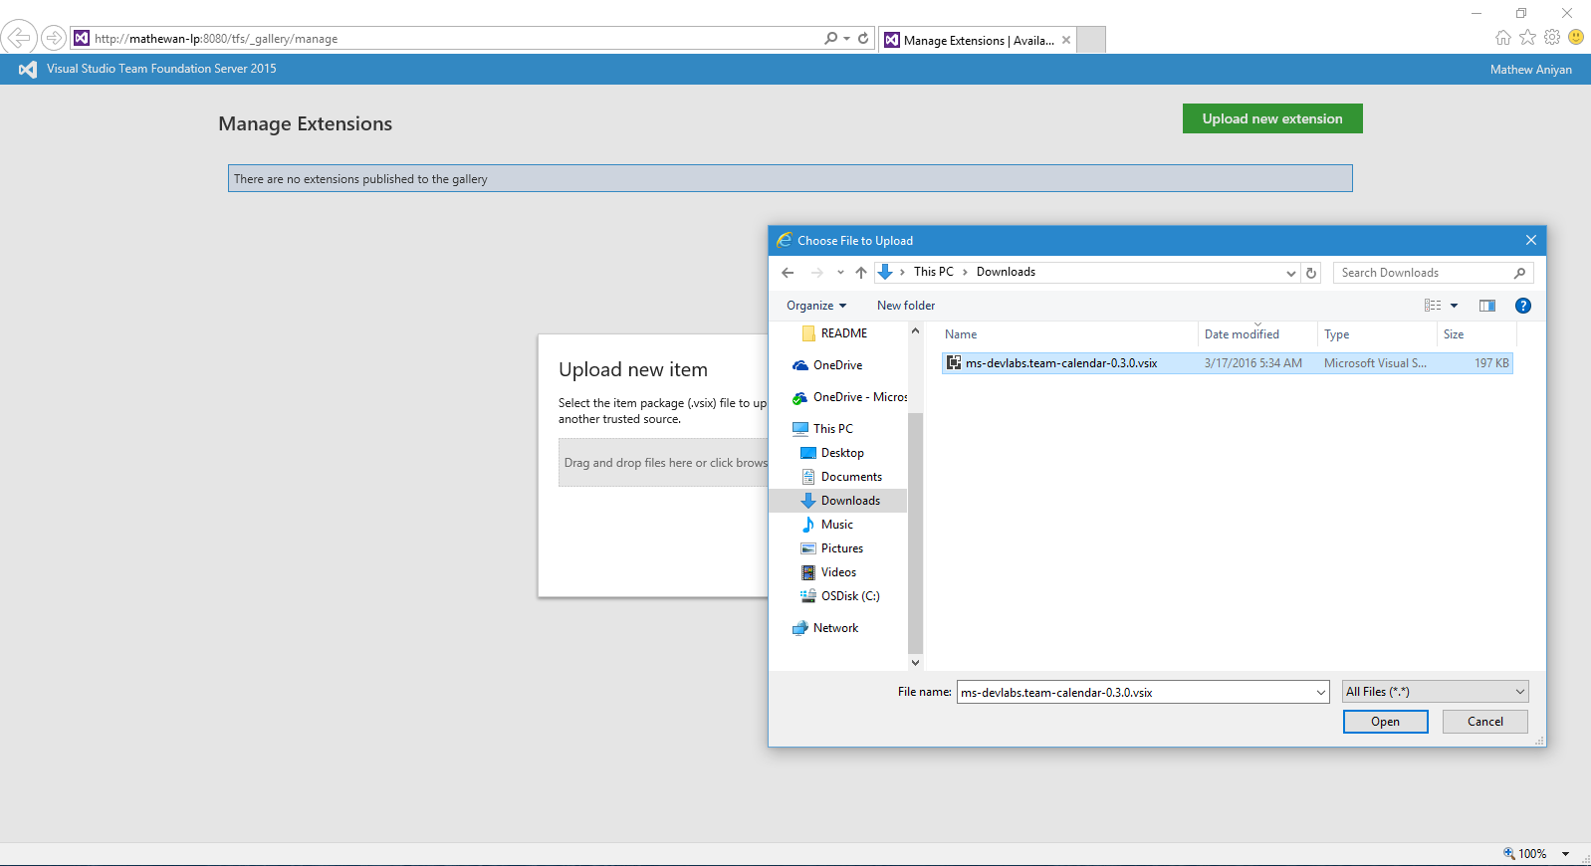 http://mathewan-lp:8080/tfs/_gallery/manage
Manage Extensions | Availa...
Visual Studio Team Foundation Server 2015
Mathew Aniyan
Manage Extensions
Upload new extension
There are no extensions published to the gallery
Upload new item
Select the item package (.vsix) file to up
another trusted source.
Drag and drop files here or click brows
Choose File to Upload
This PC
Downloads
Search Downloads
Organize
New folder
README
OneDrive
OneDrive - Micros
This PC
Desktop
Documents
Downloads
Music
Pictures
Videos
OSDisk (C:)
Network
Name Date modified Type Size
ms-devlabs.team-calendar-0.3.0.vsix 3/17/2016 5:34 AM Microsoft Visual S... 197 KB
File name: ms-devlabs.team-calendar-0.3.0.vsix All Files (*.*)
Open Cancel
100%